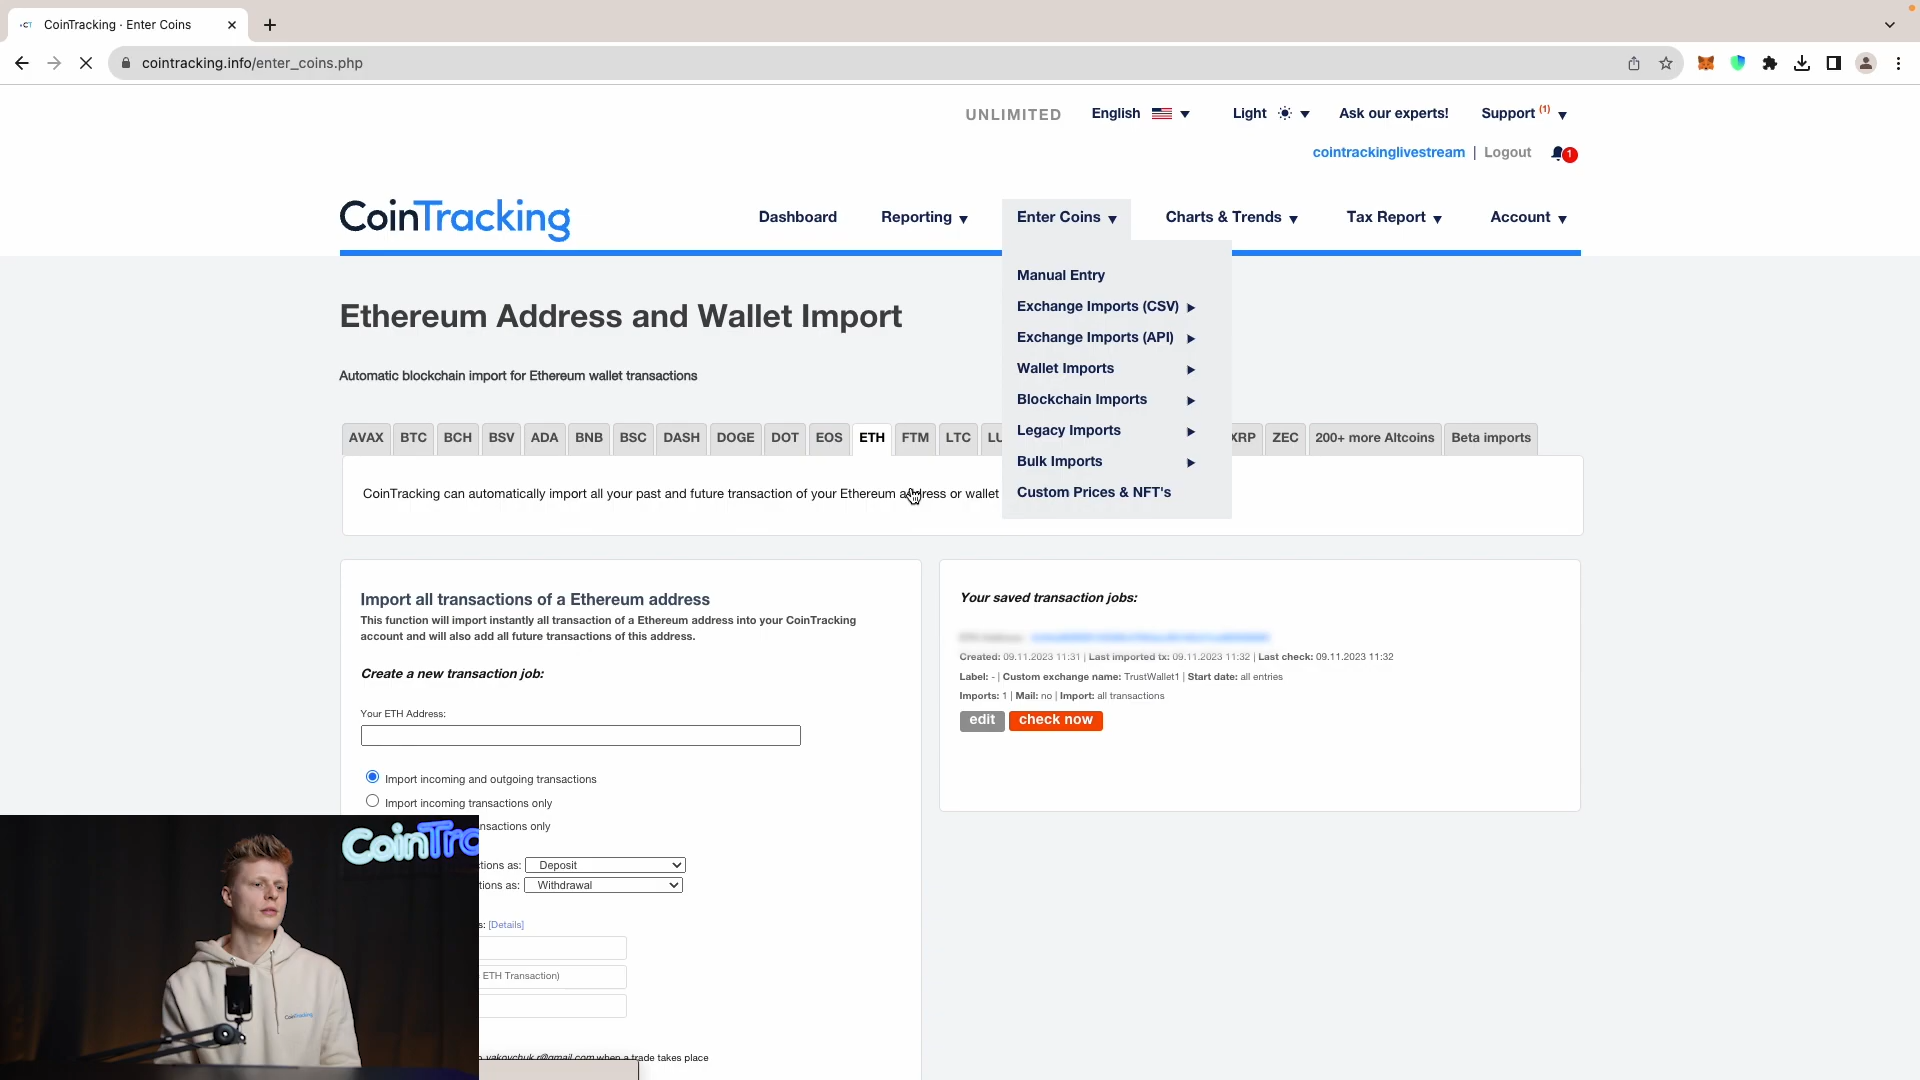 CoinTracking · Enter Coins
cointracking.info/enter_coins.php
UNLIMITED
English
Light
Ask our experts!
Support (1)
cointrackinglivestream | Logout
1
CoinTracking
Dashboard
Reporting
Enter Coins
Charts & Trends
Tax Report
Account
Manual Entry
Exchange Imports (CSV)
Exchange Imports (API)
Wallet Imports
Blockchain Imports
Legacy Imports
Bulk Imports
Custom Prices & NFT's
Ethereum Address and Wallet Import
Automatic blockchain import for Ethereum wallet transactions
AVAX BTC BCH BSV ADA BNB BSC DASH DOGE DOT EOS ETH FTM LTC LU XRP ZEC 200+ more Altcoins Beta imports
CoinTracking can automatically import all your past and future transaction of your Ethereum address or wallet
Import all transactions of a Ethereum address
This function will import instantly all transaction of a Ethereum address into your CoinTracking
account and will also add all future transactions of this address.
Create a new transaction job:
Your ETH Address:
Import incoming and outgoing transactions
Import incoming transactions only
nsactions only
ctions as: Deposit
tions as: Withdrawal
s: [Details]
ETH Transaction)
yakovchuk.r@gmail.com when a trade takes place
Your saved transaction jobs:
Created: 09.11.2023 11:31 | Last imported tx: 09.11.2023 11:32 | Last check: 09.11.2023 11:32
Label: - | Custom exchange name: TrustWallet1 | Start date: all entries
Imports: 1 | Mail: no | Import: all transactions
edit
check now
CoinTrac
CoinTracking